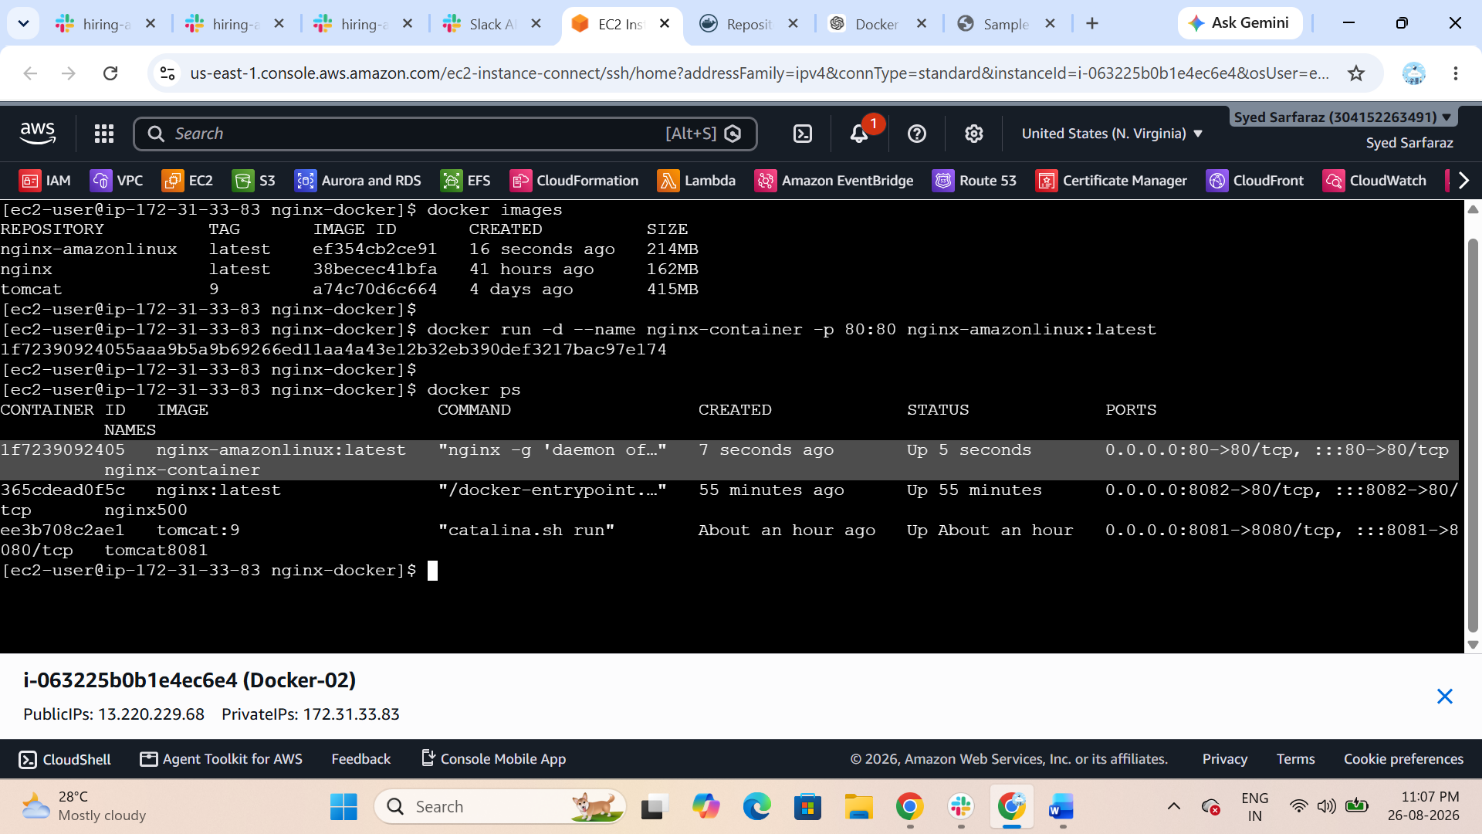 hiring-a
hiring-a
hiring-a
Slack A
EC2 Ins
Reposit
Docker
Sample
Ask Gemini
us-east-1.console.aws.amazon.com/ec2-instance-connect/ssh/home?addressFamily=ipv4&connType=standard&instanceId=i-063225b0b1e4ec6e4&osUser=e...
aws
Search
[Alt+S]
1
United States (N. Virginia)
Syed Sarfaraz (304152263491)
Syed Sarfaraz
IAM
VPC
EC2
S3
Aurora and RDS
EFS
CloudFormation
Lambda
Amazon EventBridge
Route 53
Certificate Manager
CloudFront
CloudWatch
[ec2-user@ip-172-31-33-83 nginx-docker]$ docker images
REPOSITORY TAG IMAGE ID CREATED SIZE
nginx-amazonlinux latest ef354cb2ce91 16 seconds ago 214MB
nginx latest 38becec41bfa 41 hours ago 162MB
tomcat 9 a74c70d6c664 4 days ago 415MB
[ec2-user@ip-172-31-33-83 nginx-docker]$
[ec2-user@ip-172-31-33-83 nginx-docker]$ docker run -d --name nginx-container -p 80:80 nginx-amazonlinux:latest
1f72390924055aaa9b5a9b69266ed11aa4a43e12b32eb390def3217bac97e174
[ec2-user@ip-172-31-33-83 nginx-docker]$
[ec2-user@ip-172-31-33-83 nginx-docker]$ docker ps
CONTAINER ID IMAGE COMMAND CREATED STATUS PORTS
NAMES
1f7239092405 nginx-amazonlinux:latest "nginx -g 'daemon of…" 7 seconds ago Up 5 seconds 0.0.0.0:80->80/tcp, :::80->80/tcp
nginx-container
365cdead0f5c nginx:latest "/docker-entrypoint.…" 55 minutes ago Up 55 minutes 0.0.0.0:8082->80/tcp, :::8082->80/
tcp nginx500
ee3b708c2ae1 tomcat:9 "catalina.sh run" About an hour ago Up About an hour 0.0.0.0:8081->8080/tcp, :::8081->8
080/tcp tomcat8081
[ec2-user@ip-172-31-33-83 nginx-docker]$
i-063225b0b1e4ec6e4 (Docker-02)
PublicIPs: 13.220.229.68 PrivateIPs: 172.31.33.83
CloudShell
Agent Toolkit for AWS
Feedback
Console Mobile App
© 2026, Amazon Web Services, Inc. or its affiliates.
Privacy
Terms
Cookie preferences
28°C
Mostly cloudy
Search
ENG
IN
11:07 PM
26-08-2026